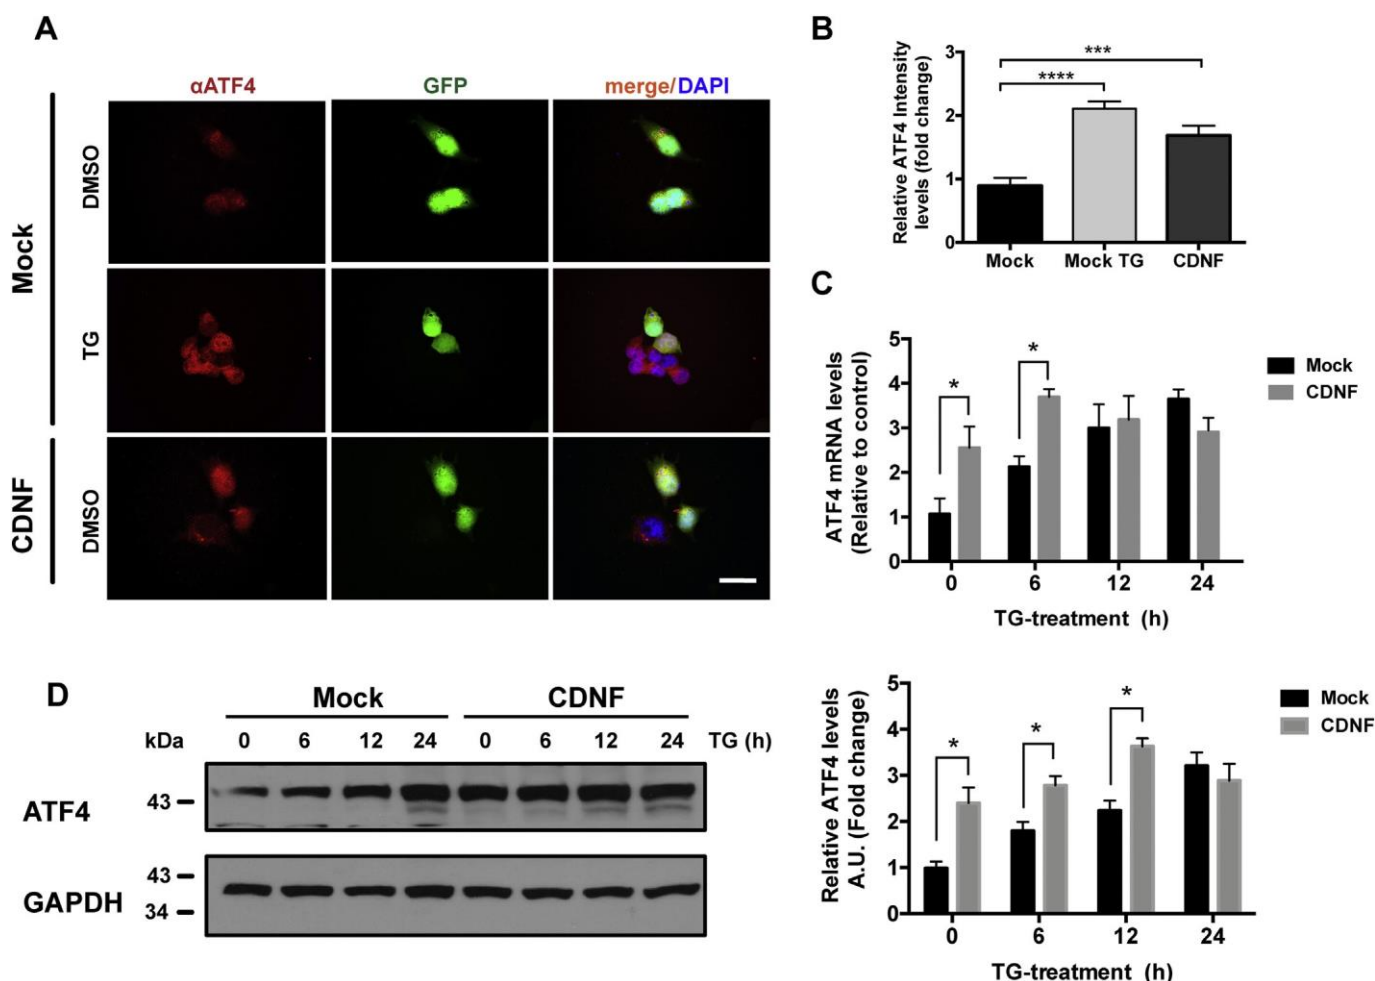 A
αATF4 GFP merge/DAPI
Mock
DMSO
TG
CDNF
DMSO
B
Relative ATF4 Intensity
levels (fold change)
3
2
1
0
***
****
Mock Mock TG CDNF
C
ATF4 mRNA levels
(Relative to control)
5
4
3
2
1
0
*
*
0 6 12 24
TG-treatment (h)
Mock
CDNF
D
Mock CDNF
kDa 0 6 12 24 0 6 12 24 TG (h)
ATF4
43
GAPDH
43
34
Relative ATF4 levels
A.U. (Fold change)
5
4
3
2
1
0
*
*
*
0 6 12 24
TG-treatment (h)
Mock
CDNF